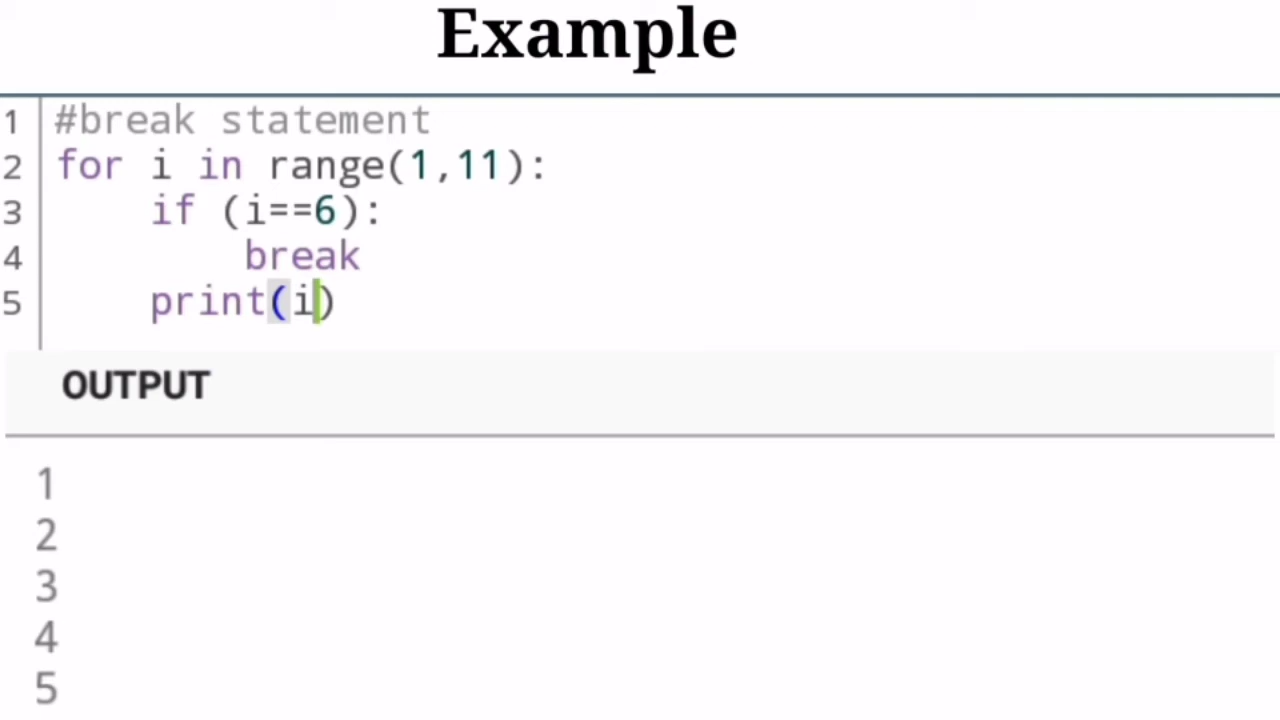 Example
1 #break statement
2 for i in range(1,11):
3     if (i==6):
4         break
5     print(i)
OUTPUT
1
2
3
4
5